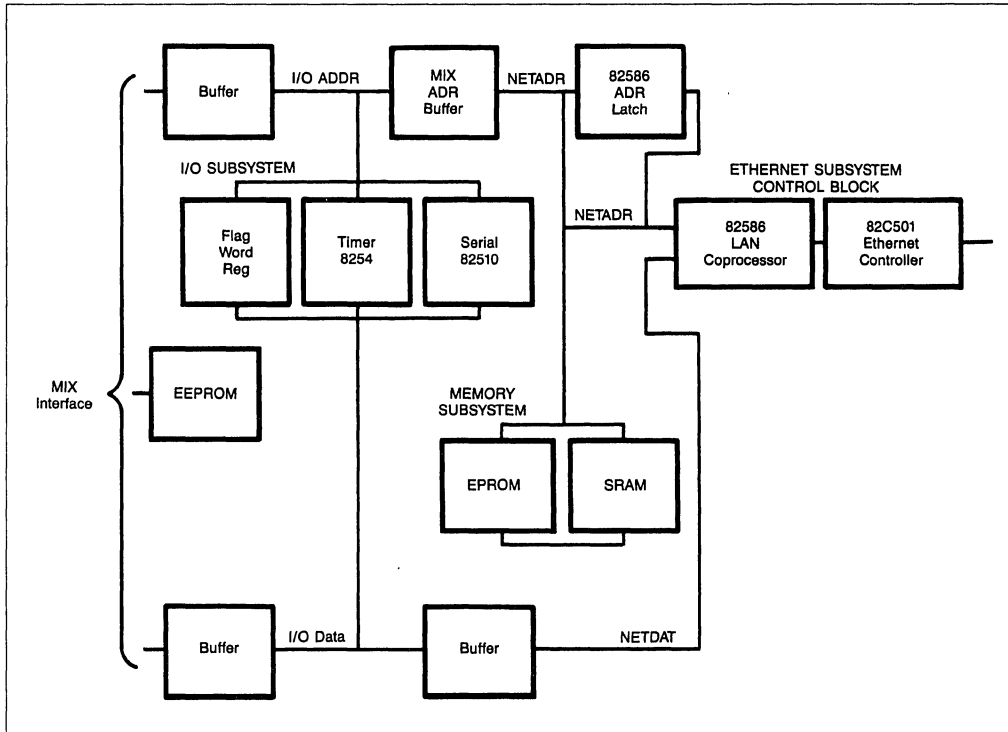 Buffer
I/O ADDR
MIX
ADR
Buffer
NETADR
82586
ADR
Latch
I/O SUBSYSTEM
ETHERNET SUBSYSTEM
CONTROL BLOCK
Flag
Word
Reg
Timer
8254
Serial
82510
NETADR
82586
LAN
Coprocessor
82C501
Ethernet
Controller
MIX
Interface
EEPROM
MEMORY
SUBSYSTEM
EPROM
SRAM
Buffer
I/O Data
Buffer
NETDAT